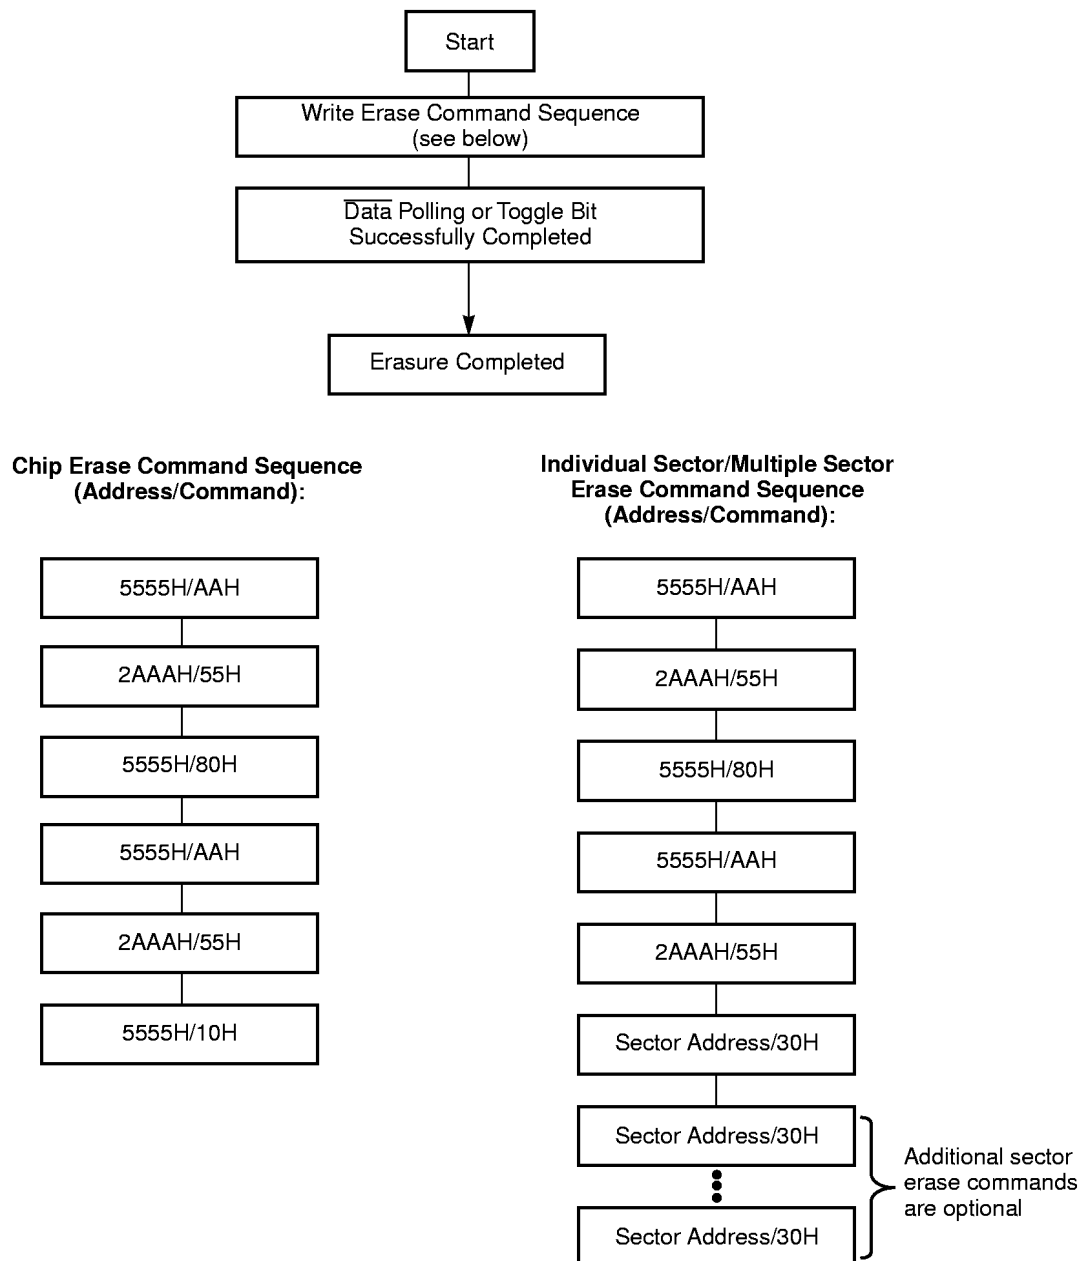 Start
Write Erase Command Sequence
(see below)
Data Polling or Toggle Bit
Successfully Completed
Erasure Completed
Chip Erase Command Sequence
(Address/Command):
5555H/AAH
2AAAH/55H
5555H/80H
5555H/AAH
2AAAH/55H
5555H/10H
Individual Sector/Multiple Sector
Erase Command Sequence
(Address/Command):
5555H/AAH
2AAAH/55H
5555H/80H
5555H/AAH
2AAAH/55H
Sector Address/30H
Sector Address/30H
Sector Address/30H
Additional sector
erase commands
are optional